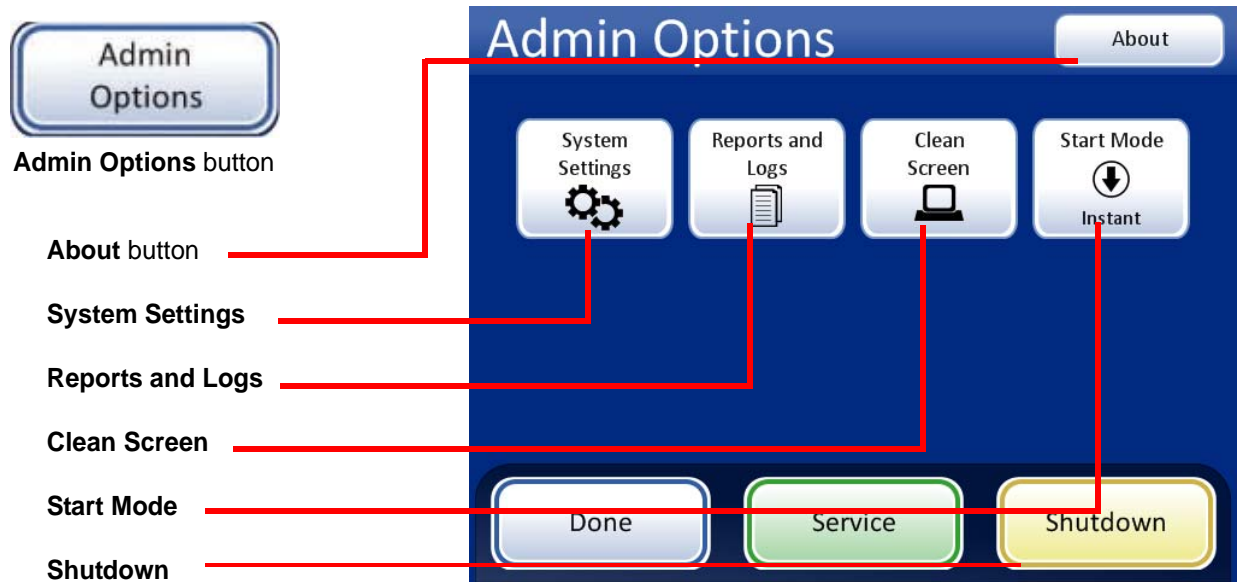 Admin
Options
Admin Options button
About button
System Settings
Reports and Logs
Clean Screen
Start Mode
Shutdown
Admin Options
About
System
Settings
Reports and
Logs
Clean
Screen
Start Mode
Instant
Done
Service
Shutdown